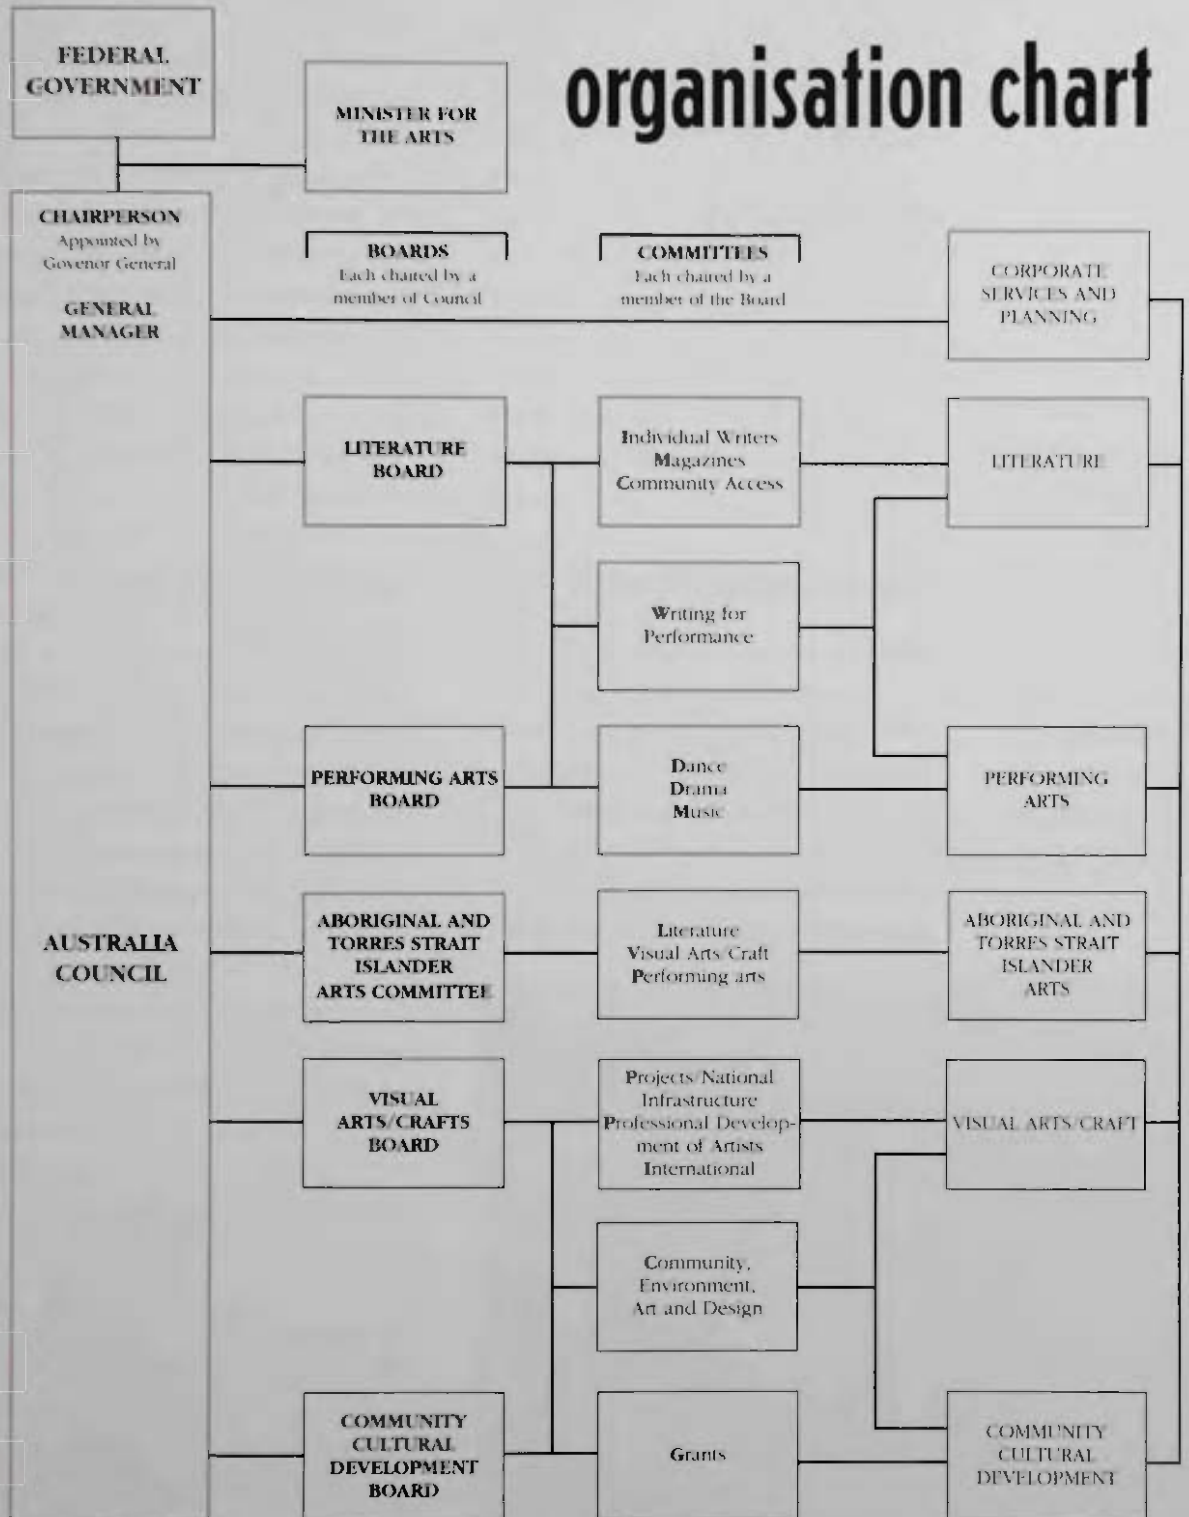 organisation chart
FEDERAL
GOVERNMENT
MINISTER FOR
THE ARTS
CHAIRPERSON
Appointed by
Govenor General
GENERAL
MANAGER
AUSTRALIA
COUNCIL
BOARDS
Each chaired by a
member of Council
COMMITTEES
Each chaired by a
member of the Board
CORPORATE
SERVICES AND
PLANNING
LITERATURE
BOARD
Individual Writers
Magazines
Community Access
LITERATURE
Writing for
Performance
PERFORMING ARTS
BOARD
Dance
Drama
Music
PERFORMING
ARTS
ABORIGINAL AND
TORRES STRAIT
ISLANDER
ARTS COMMITTEE
Literature
Visual Arts Craft
Performing arts
ABORIGINAL AND
TORRES STRAIT
ISLANDER
ARTS
VISUAL
ARTS/CRAFTS
BOARD
Projects National
Infrastructure
Professional Develop-
ment of Artists
International
VISUAL ARTS/CRAFT
Community,
Environment,
Art and Design
COMMUNITY
CULTURAL
DEVELOPMENT
BOARD
Grants
COMMUNITY
CULTURAL
DEVELOPMENT